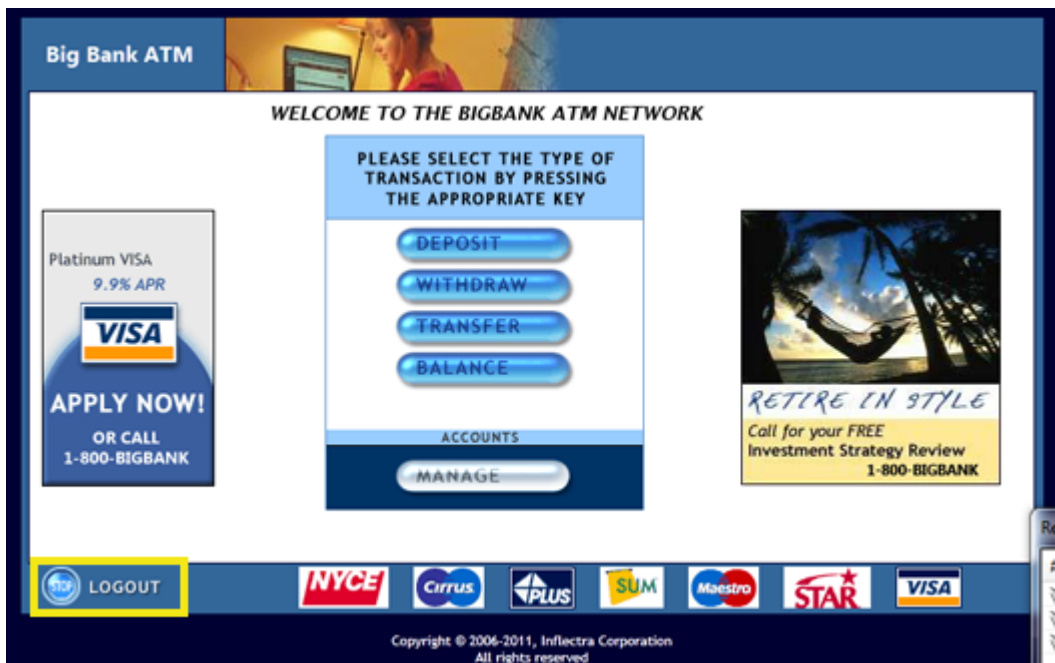 Big Bank ATM
WELCOME TO THE BIGBANK ATM NETWORK
PLEASE SELECT THE TYPE OF
TRANSACTION BY PRESSING
THE APPROPRIATE KEY
DEPOSIT
WITHDRAW
TRANSFER
BALANCE
ACCOUNTS
MANAGE
Platinum VISA
9.9% APR
VISA
APPLY NOW!
OR CALL
1-800-BIGBANK
RETIRE IN STYLE
Call for your FREE
Investment Strategy Review
1-800-BIGBANK
STOP LOGOUT
NYCE Cirrus PLUS SUM Maestro STAR VISA
Copyright © 2006-2011, Inflectra Corporation
All rights reserved